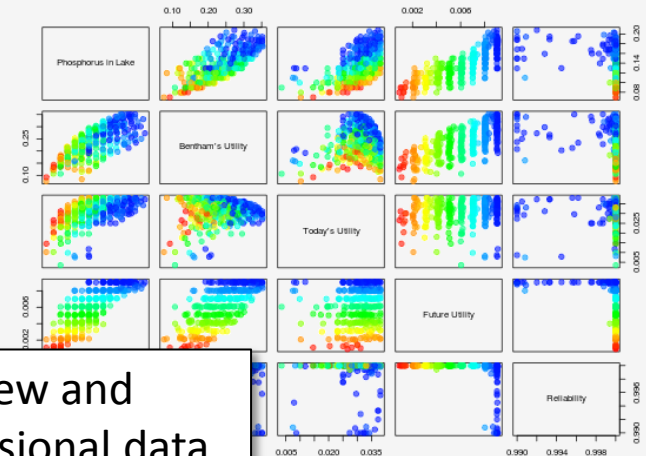 0.10 0.20 0.30
0.002 0.006
Phosphorus in Lake
0.08 0.14 0.20
0.10 0.25
Bentham's Utility
Today's Utility
0.005 0.025
0.002 0.006
Future Utility
ew and
sional data
Reliability
0.990 0.996
0.005 0.020 0.035
0.990 0.994 0.998